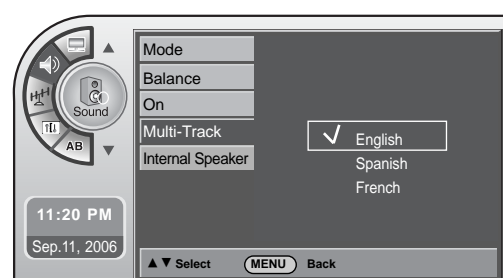 Mode
Balance
On
Multi-Track
Internal Speaker
Sound
AB
English
Spanish
French
11:20 PM
Sep.11, 2006
▲▼ Select MENU Back